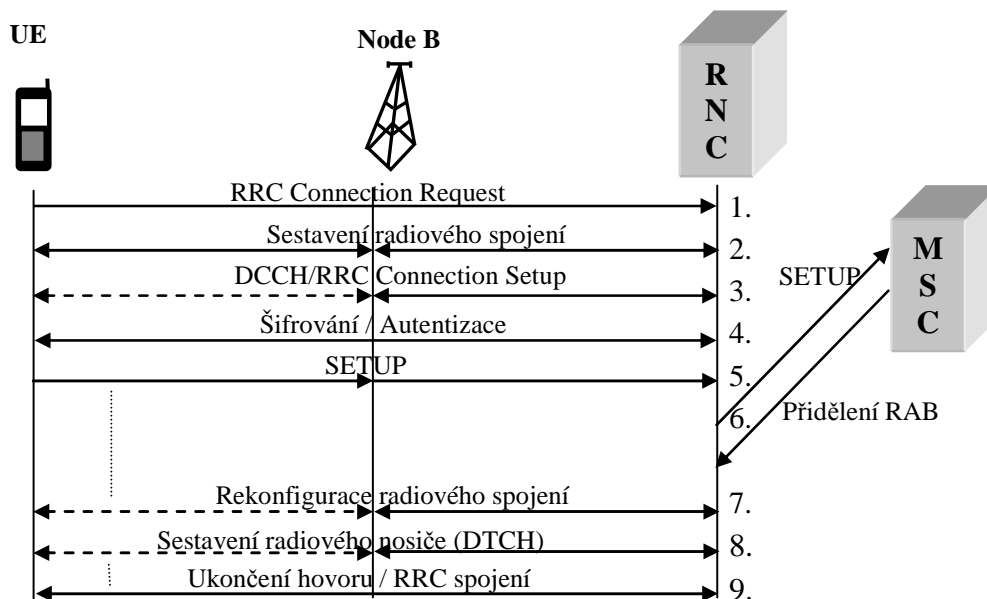 UE
Node B
R
N
C
RRC Connection Request
1.
Sestavení radiového spojení
2.
M
S
C
DCCH/RRC Connection Setup
3.
SETUP
Šifrování / Autentizace
4.
SETUP
5.
6.
Přidělení RAB
Rekonfigurace radiového spojení
7.
Sestavení radiového nosiče (DTCH)
8.
Ukončení hovoru / RRC spojení
9.